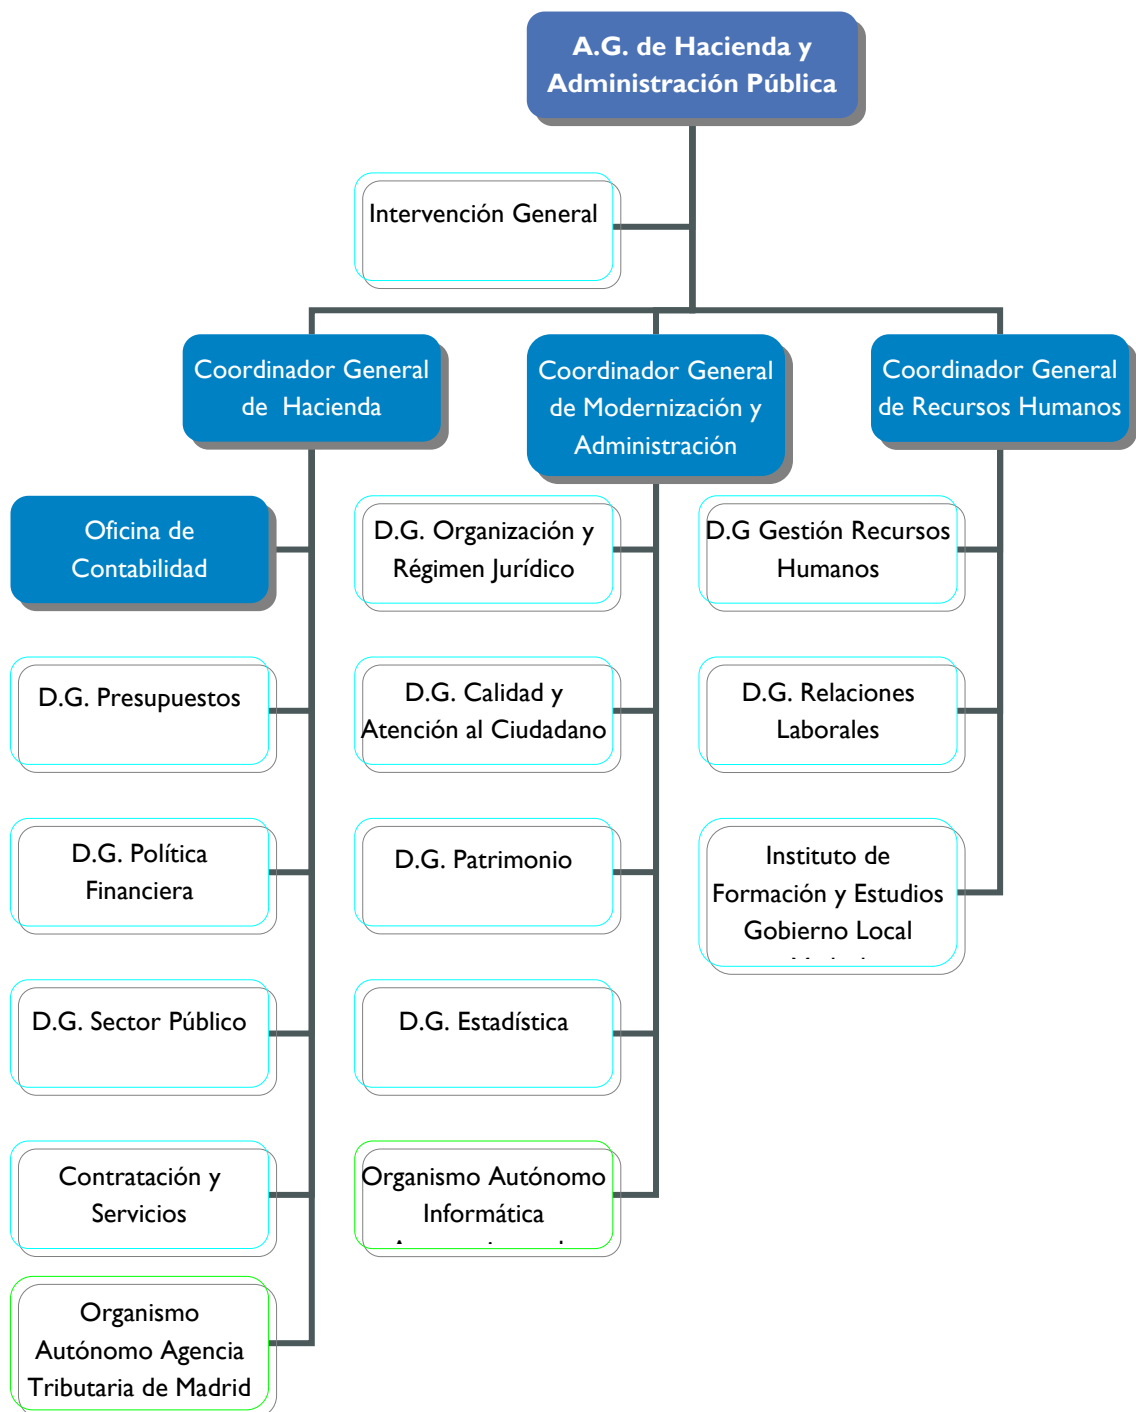 A.G. de Hacienda y
Administración Pública
Intervención General
Coordinador General
de Hacienda
Coordinador General
de Modernización y
Administración
Coordinador General
de Recursos Humanos
Oficina de
Contabilidad
D.G. Organización y
Régimen Jurídico
D.G Gestión Recursos
Humanos
D.G. Presupuestos
D.G. Calidad y
Atención al Ciudadano
D.G. Relaciones
Laborales
D.G. Política
Financiera
D.G. Patrimonio
Instituto de
Formación y Estudios
Gobierno Local
D.G. Sector Público
D.G. Estadística
Contratación y
Servicios
Organismo Autónomo
Informática
Organismo
Autónomo Agencia
Tributaria de Madrid